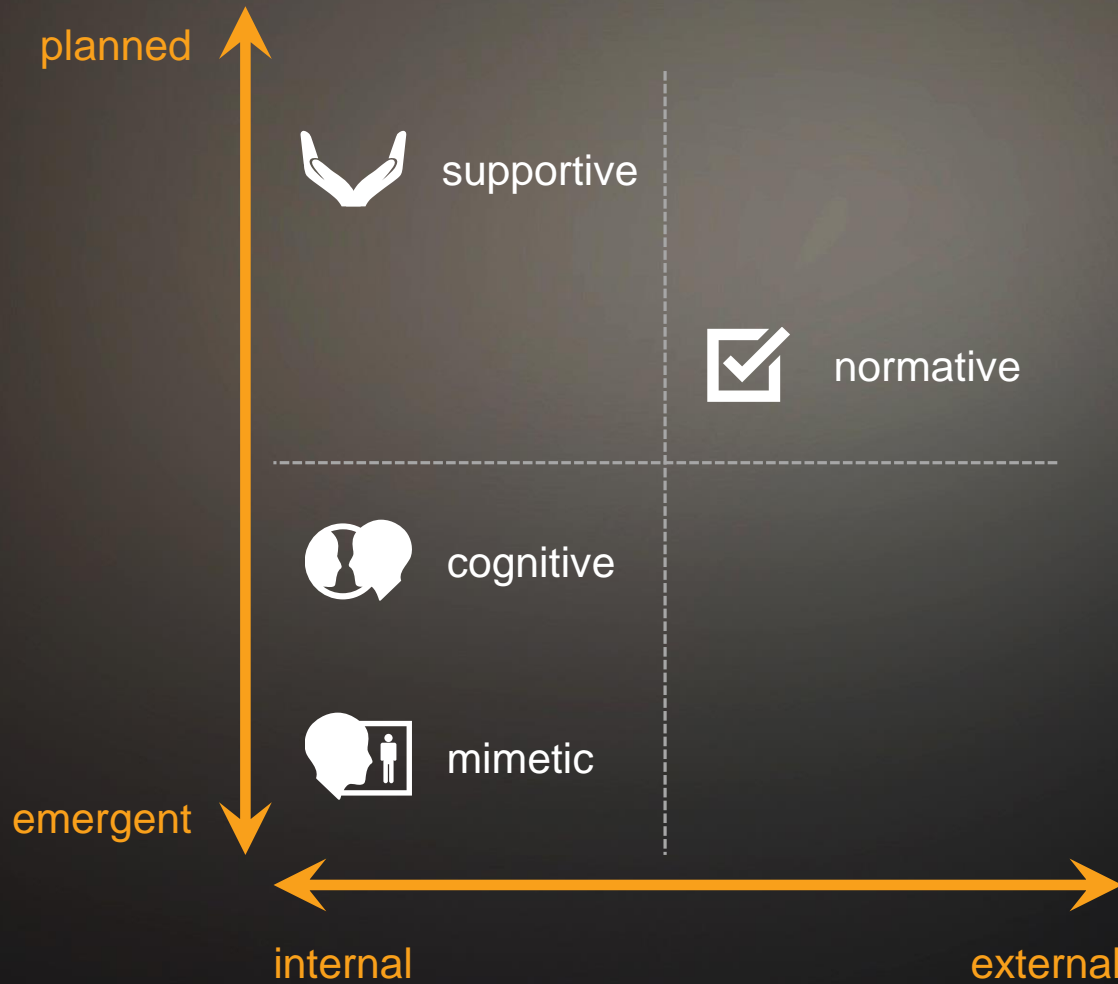 planned
supportive
normative
cognitive
mimetic
emergent
internal
external